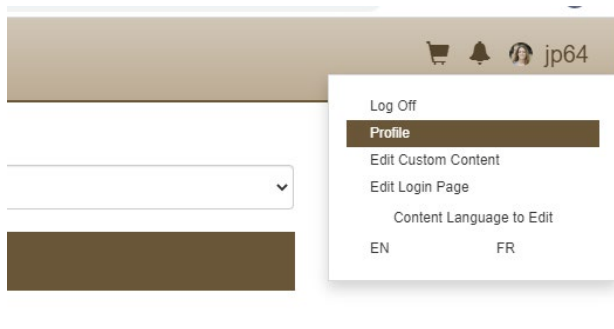 jp64
Log Off
Profile
Edit Custom Content
Edit Login Page
Content Language to Edit
EN FR